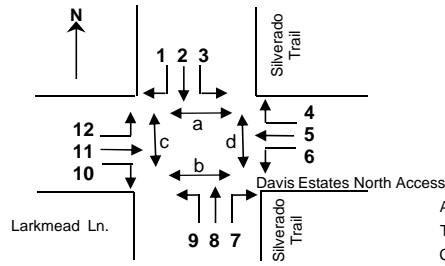 N
1 2 3
Silverado
Trail
4
5
6
12
11
10
a
c
d
b
Davis Estates North Access
Larkmead Ln.
9 8 7
Silverado
Trail
A
T